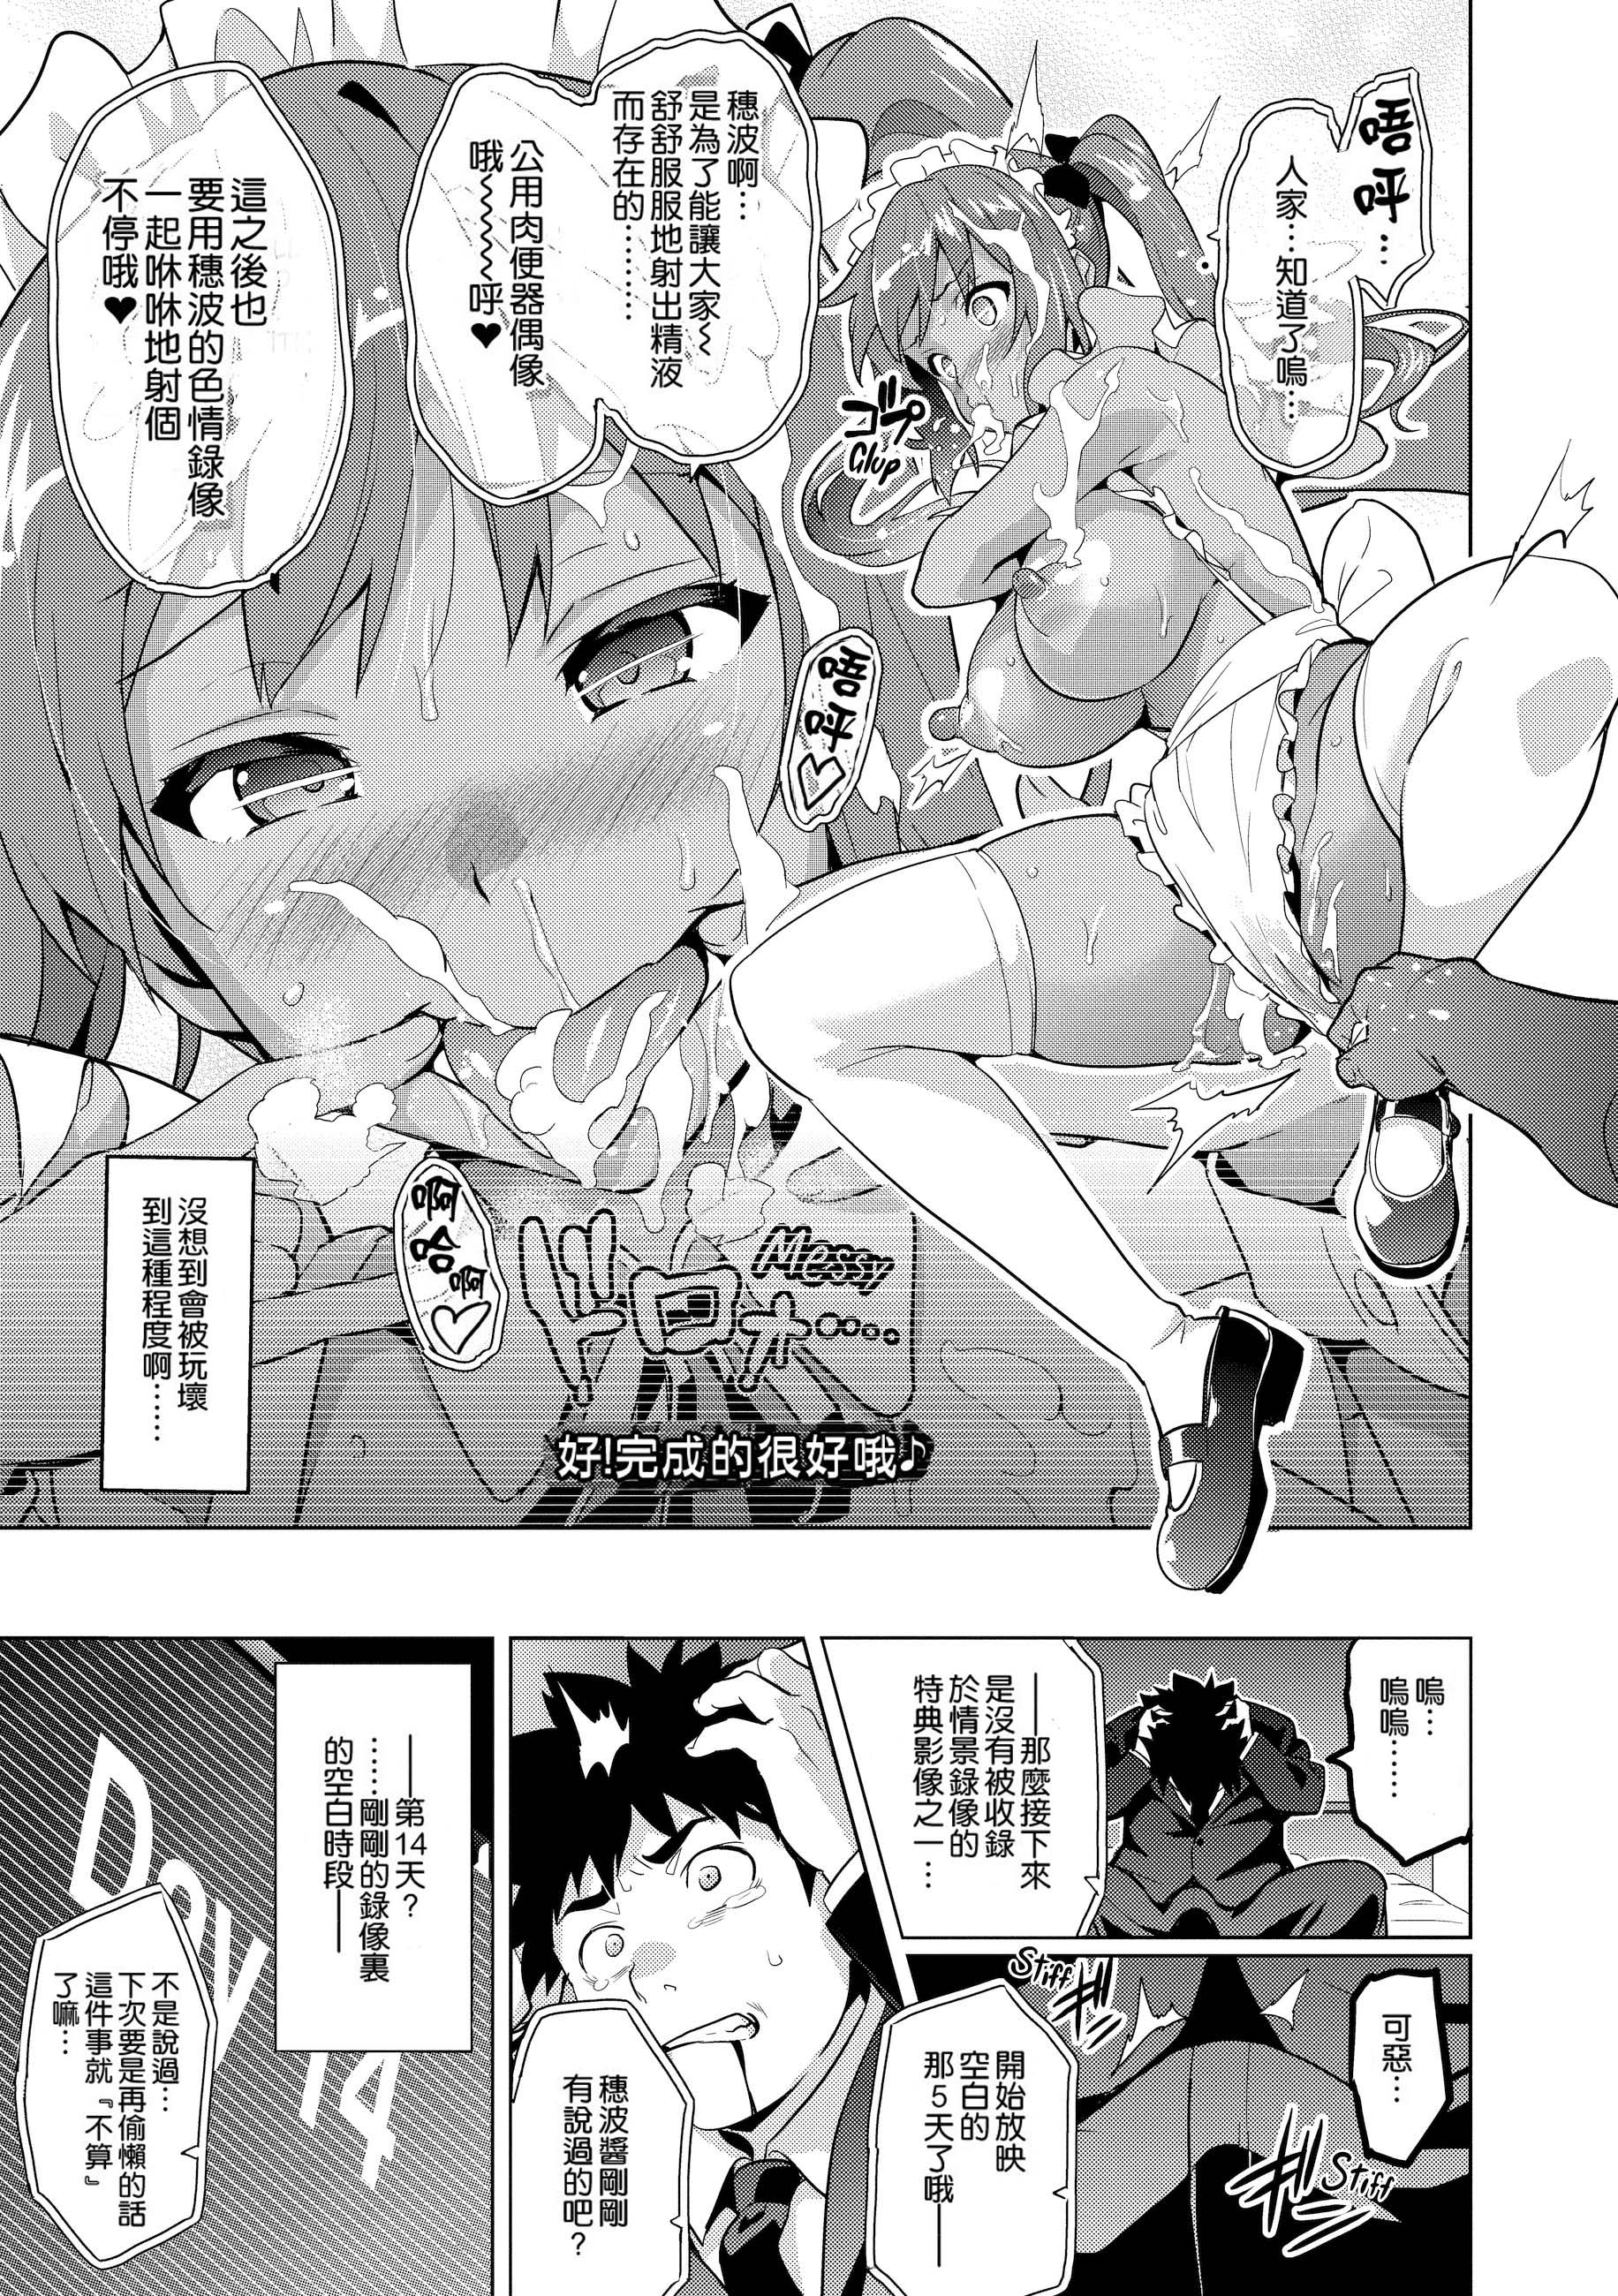 唔呼…
人家…知道了嗚…
穗波啊…
是為了能讓大家~
舒舒服服地射出精液
而存在的………
公用肉便器偶像
哦~~~~呼♥
這之後也
要用穗波的色情錄像
一起咻咻地射個
不停哦♥
ゴプ
Glup
唔呼♡
啊哈啊♡
ドロォ……
Messy
好!完成的很好哦♪
沒想到會被玩壞
到這種程度啊……
嗚…
嗚嗚……
——那麼接下來
是沒有被收錄
於情景錄像的
特典影像之一…
可惡…
Stiff
Stiff
開始放映
空白的
那5天了哦——
穗波醬剛剛
有說過的吧?
——第14天?
……剛剛的錄像裏
的空白時段——
Day 14
不是說過…
下次要是再偷懶的話
這件事就『不算』
了嘛…